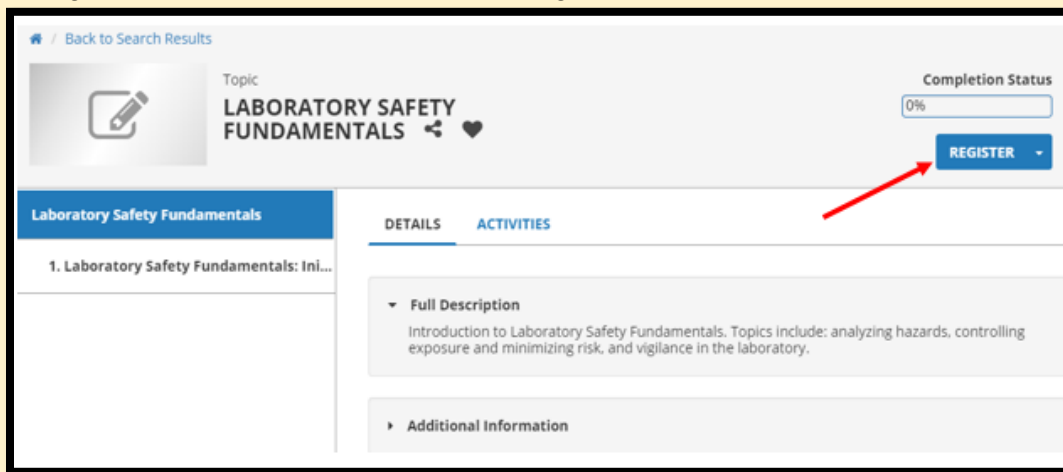 / Back to Search Results
Topic
LABORATORY SAFETY
FUNDAMENTALS
Completion Status
0%
REGISTER
Laboratory Safety Fundamentals
1. Laboratory Safety Fundamentals: Ini...
DETAILS ACTIVITIES
Full Description
Introduction to Laboratory Safety Fundamentals. Topics include: analyzing hazards, controlling
exposure and minimizing risk, and vigilance in the laboratory.
Additional Information